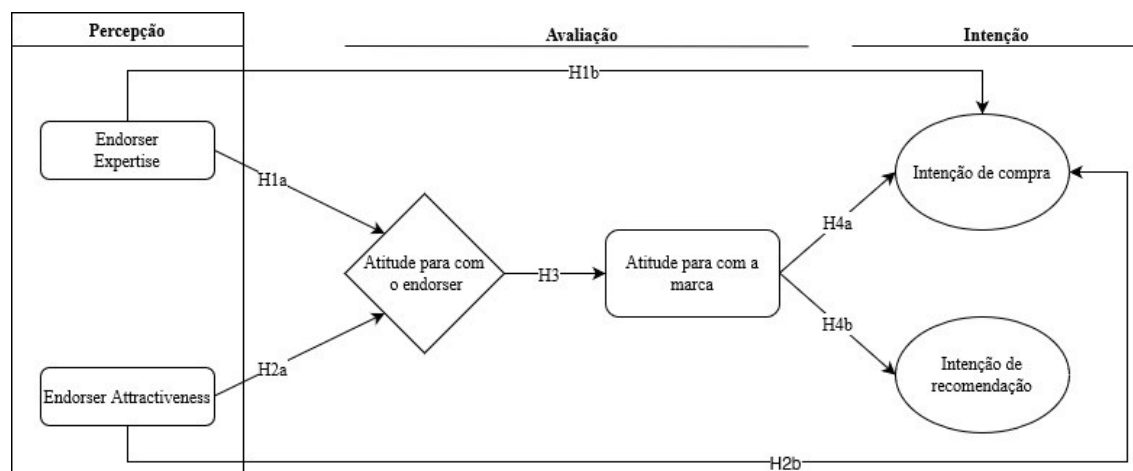 Percepção
Avaliação
Intenção
H1b
Endorser
Expertise
H1a
Intenção de compra
H4a
Atitude para com
o endorser
H3
Atitude para com a
marca
H4b
H2a
Intenção de
recomendação
Endorser Attractiveness
H2b